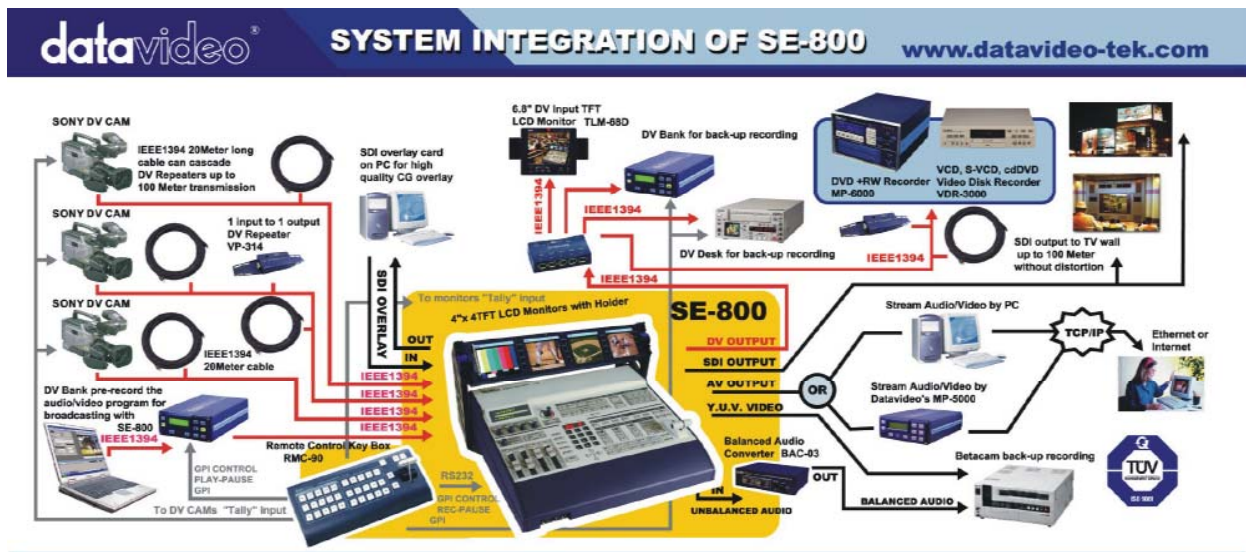 datavideo®
SYSTEM INTEGRATION OF SE-800
www.datavideo-tek.com
SONY DV CAM
IEEE1394 20Meter long
cable can cascade
DV Repeaters up to
100 Meter transmission
SONY DV CAM
1 input to 1 output
DV Repeater
VP-314
SONY DV CAM
IEEE1394
20Meter cable
DV Bank pre-record the
audio/video program for
broadcasting with
SE-800
IEEE1394
GPI CONTROL
PLAY-PAUSE
GPI
To DV CAMs "Tally" input
Remote Control Key Box
RMC-90
SDI overlay card
on PC for high
quality CG overlay
SDI OVERLAY
OUT
IN
IEEE1394
IEEE1394
IEEE1394
IEEE1394
To monitors "Tally" input
4"x 4TFT LCD Monitors with Holder
SE-800
RS232
GPI CONTROL
REC-PAUSE
GPI
6.8" DV Input TFT
LCD Monitor TLM-68D
IEEE1394
IEEE1394
DV Bank for back-up recording
IEEE1394
DV Desk for back-up recording
IEEE1394
DVD +RW Recorder
MP-6000
VCD, S-VCD, cdDVD
Video Disk Recorder
VDR-3000
IEEE1394
SDI output to TV wall
up to 100 Meter
without distortion
DV OUTPUT
SDI OUTPUT
AV OUTPUT
Y.U.V. VIDEO
OR
Stream Audio/Video by PC
Stream Audio/Video by
Datavideo's MP-5000
TCP/IP
Ethernet or
Internet
Balanced Audio
Converter BAC-03
IN
UNBALANCED AUDIO
OUT
BALANCED AUDIO
Betacam back-up recording
TÜV
ISO 9001